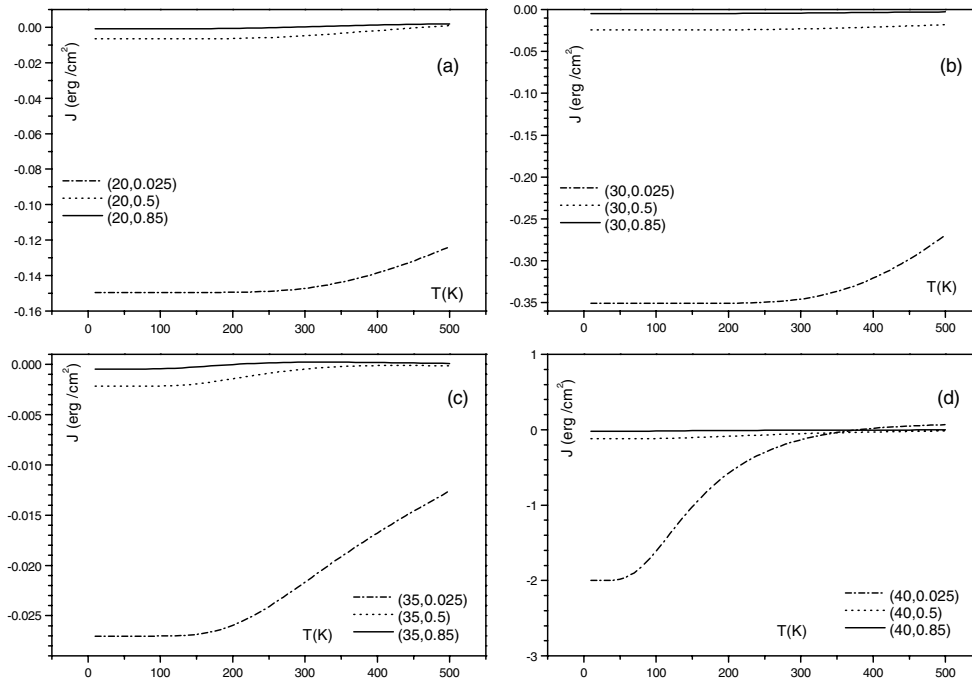 0.00
-0.02
-0.04
-0.06
-0.08
-0.10
-0.12
-0.14
-0.16
J (erg /cm²)
(a)
(20,0.025)
(20,0.5)
(20,0.85)
T(K)
0 100 200 300 400 500
0.00
-0.05
-0.10
-0.15
-0.20
-0.25
-0.30
-0.35
J (erg /cm²)
(b)
(30,0.025)
(30,0.5)
(30,0.85)
T(K)
0 100 200 300 400 500
0.000
-0.005
-0.010
-0.015
-0.020
-0.025
J (erg /cm²)
(c)
(35,0.025)
(35,0.5)
(35,0.85)
T(K)
0 100 200 300 400 500
1
0
-1
-2
-3
J (erg /cm²)
(d)
(40,0.025)
(40,0.5)
(40,0.85)
T(K)
0 100 200 300 400 500